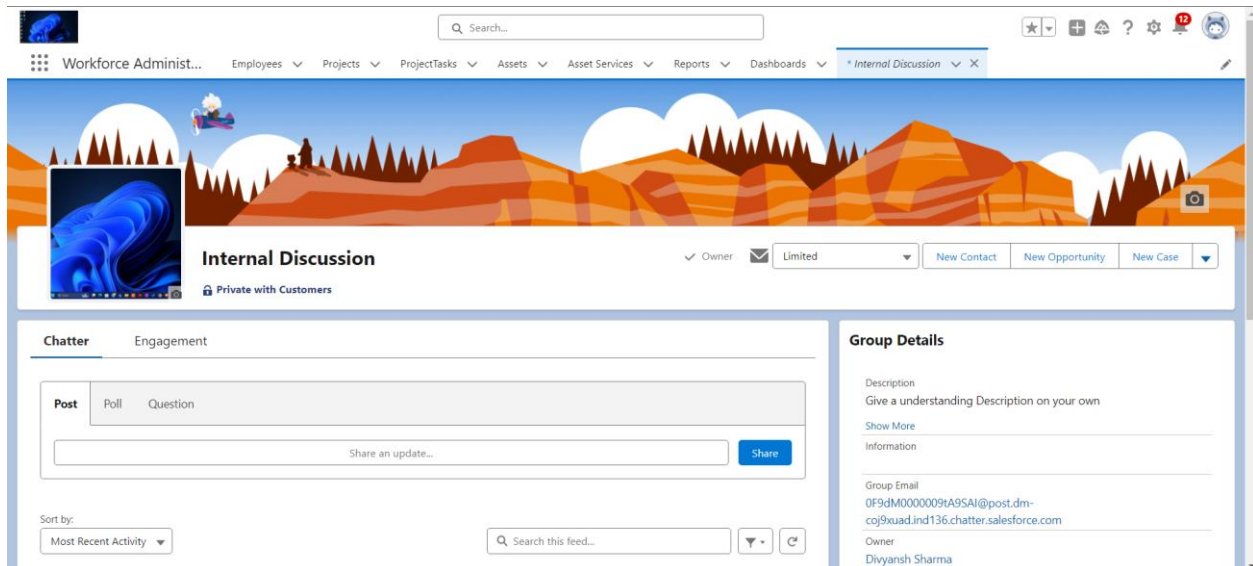 Search...
12
Workforce Administ...
Employees
Projects
ProjectTasks
Assets
Asset Services
Reports
Dashboards
* Internal Discussion
Internal Discussion
Owner
Limited
New Contact
New Opportunity
New Case
Private with Customers
Chatter
Engagement
Post
Poll
Question
Share an update...
Share
Sort by:
Most Recent Activity
Search this feed...
Group Details
Description
Give a understanding Description on your own
Show More
Information
Group Email
0F9dM0000009tA9SAI@post.dm-
coj9xuad.ind136.chatter.salesforce.com
Owner
Divyansh Sharma